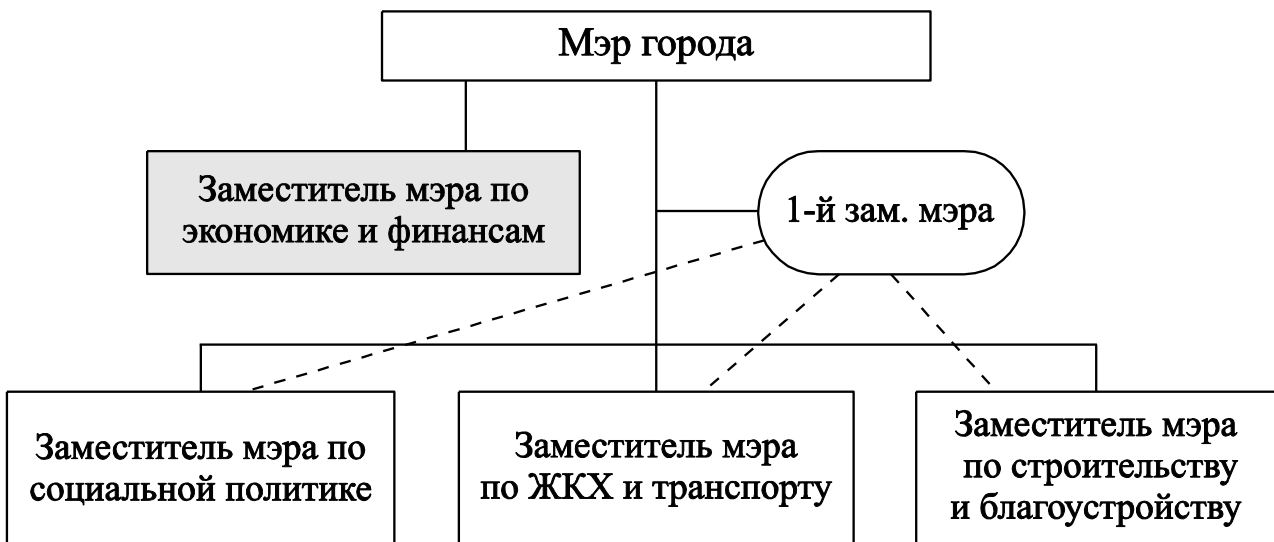 Мэр города
Заместитель мэра по
экономике и финансам
1-й зам. мэра
Заместитель мэра по
социальной политике
Заместитель мэра
по ЖКХ и транспорту
Заместитель мэра
по строительству
и благоустройству